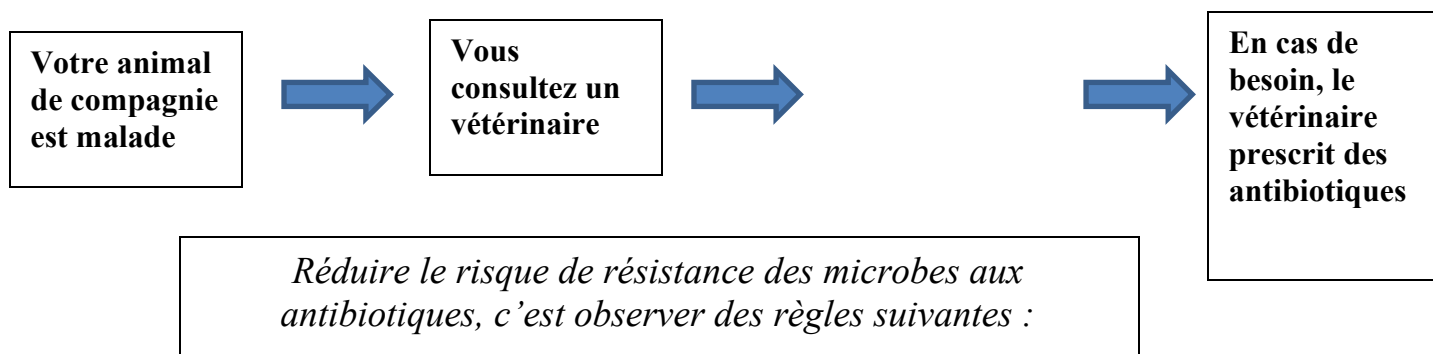 Votre animal
de compagnie
est malade
Vous
consultez un
vétérinaire
En cas de
besoin, le
vétérinaire
prescrit des
antibiotiques
Réduire le risque de résistance des microbes aux
antibiotiques, c’est observer des règles suivantes :